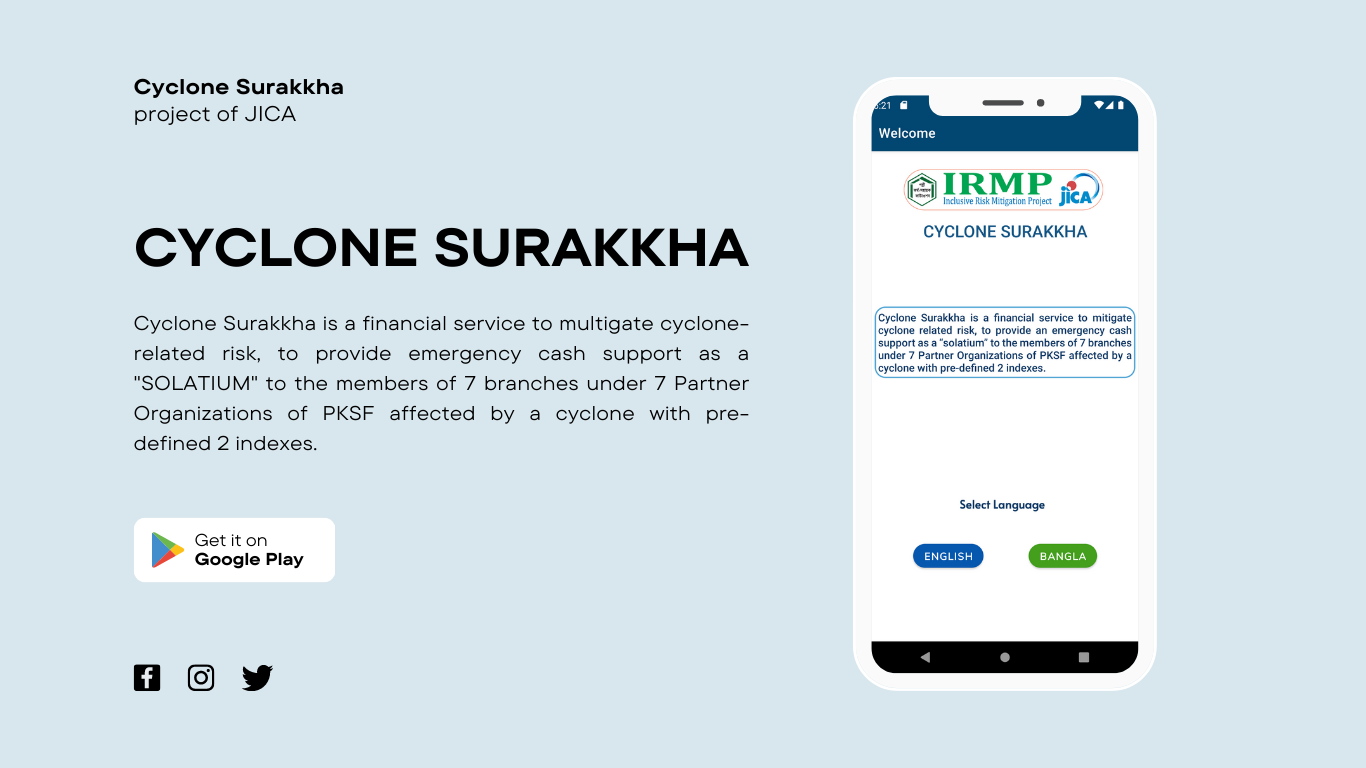 Cyclone Surakkha
project of JICA
CYCLONE SURAKKHA
Cyclone Surakkha is a financial service to multigate cyclone-
related risk, to provide emergency cash support as a
"SOLATIUM" to the members of 7 branches under 7 Partner
Organizations of PKSF affected by a cyclone with pre-
defined 2 indexes.
Get it on
Google Play
:21
Welcome
IRMP
Inclusive Risk Mitigation Project
jICA
CYCLONE SURAKKHA
Cyclone Surakkha is a financial service to mitigate
cyclone related risk, to provide an emergency cash
support as a "solatium" to the members of 7 branches
under 7 Partner Organizations of PKSF affected by a
cyclone with pre-defined 2 indexes.
Select Language
ENGLISH
BANGLA